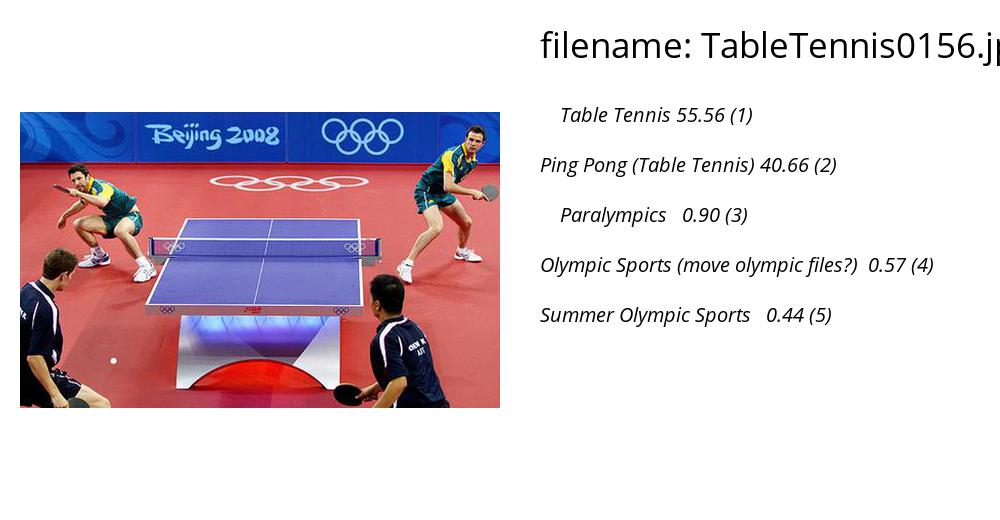 filename: TableTennis0156.j
Table Tennis 55.56 (1)
Ping Pong (Table Tennis) 40.66 (2)
Paralympics 0.90 (3)
Olympic Sports (move olympic files?) 0.57 (4)
Summer Olympic Sports 0.44 (5)
Beijing 2008